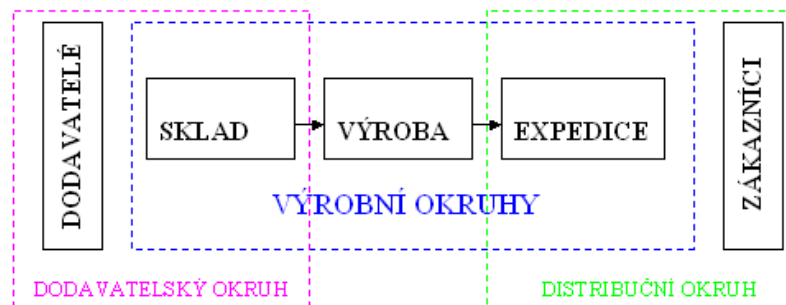 DODAVATELÉ
SKLAD
VÝROBA
EXPEDICE
ZÁKAZNÍCI
VÝROBNÍ OKRUHY
DODAVATELSKÝ OKRUH
DISTRIBUČNÍ OKRUH